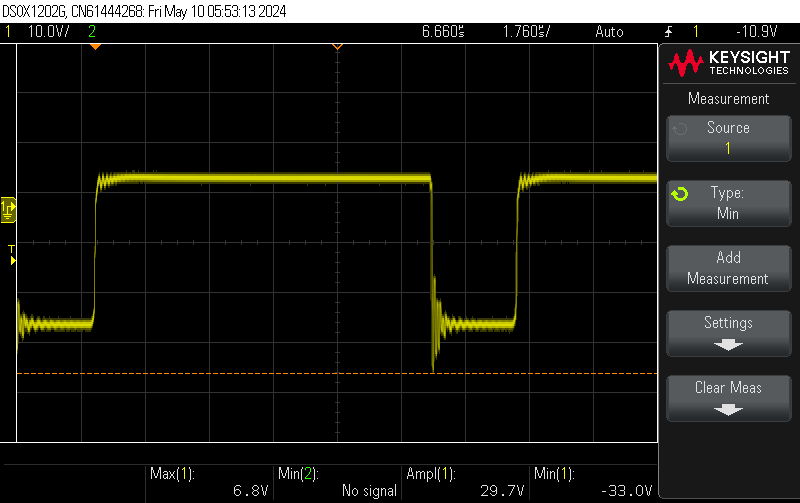 DSOX1202G, CN61444268: Fri May 10 05:53:13 2024
1 10.0V/ 2 6.660s 1.760s/ Auto 1 -10.9V
KEYSIGHT
TECHNOLOGIES
Measurement
Source
1
Type:
Min
Add
Measurement
Settings
Clear Meas
1
T
Max(1):
6.8V
Min(2):
No signal
Ampl(1):
29.7V
Min(1):
-33.0V